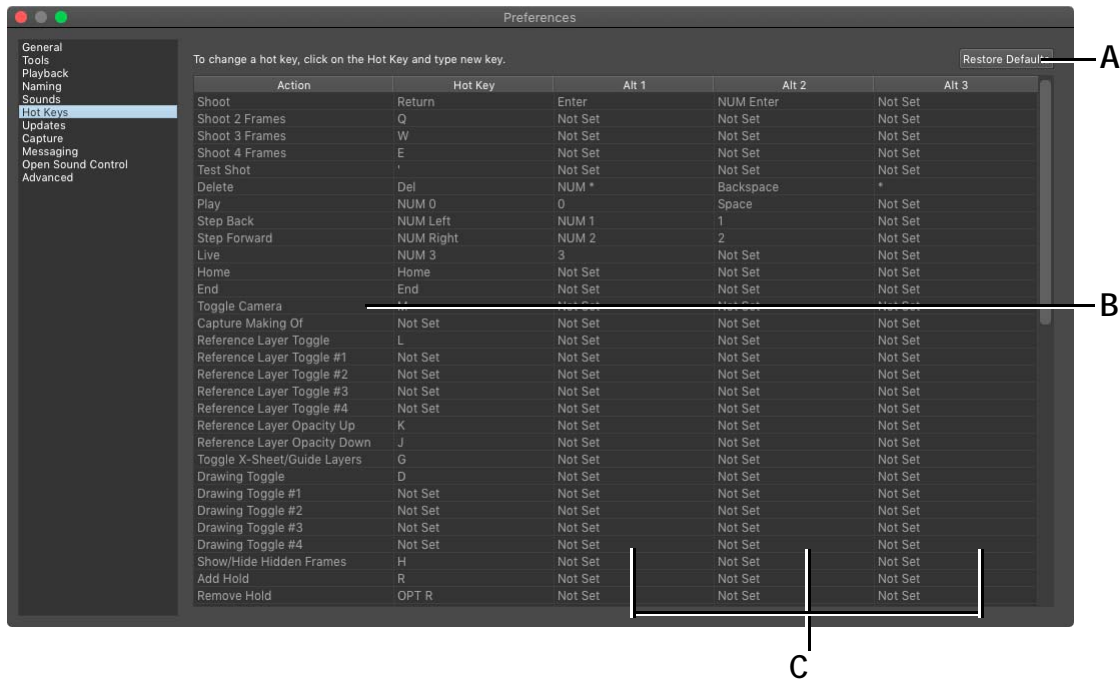 Preferences
General
Tools
Playback
Naming
Sounds
Hot Keys
Updates
Capture
Messaging
Open Sound Control
Advanced
To change a hot key, click on the Hot Key and type new key.
Restore Defaults
A
Action Hot Key Alt 1 Alt 2 Alt 3
Shoot Return Enter NUM Enter Not Set
Shoot 2 Frames Q Not Set Not Set Not Set
Shoot 3 Frames W Not Set Not Set Not Set
Shoot 4 Frames E Not Set Not Set Not Set
Test Shot ' Not Set Not Set Not Set
Delete Del NUM * Backspace *
Play NUM 0 0 Space Not Set
Step Back NUM Left NUM 1 1 Not Set
Step Forward NUM Right NUM 2 2 Not Set
Live NUM 3 3 Not Set Not Set
Home Home Not Set Not Set Not Set
End End Not Set Not Set Not Set
Toggle Camera M Not Set Not Set Not Set
B
Capture Making Of Not Set Not Set Not Set Not Set
Reference Layer Toggle L Not Set Not Set Not Set
Reference Layer Toggle #1 Not Set Not Set Not Set Not Set
Reference Layer Toggle #2 Not Set Not Set Not Set Not Set
Reference Layer Toggle #3 Not Set Not Set Not Set Not Set
Reference Layer Toggle #4 Not Set Not Set Not Set Not Set
Reference Layer Opacity Up K Not Set Not Set Not Set
Reference Layer Opacity Down J Not Set Not Set Not Set
Toggle X-Sheet/Guide Layers G Not Set Not Set Not Set
Drawing Toggle D Not Set Not Set Not Set
Drawing Toggle #1 Not Set Not Set Not Set Not Set
Drawing Toggle #2 Not Set Not Set Not Set Not Set
Drawing Toggle #3 Not Set Not Set Not Set Not Set
Drawing Toggle #4 Not Set Not Set Not Set Not Set
Show/Hide Hidden Frames H Not Set Not Set Not Set
Add Hold R Not Set Not Set Not Set
Remove Hold OPT R Not Set Not Set Not Set
C